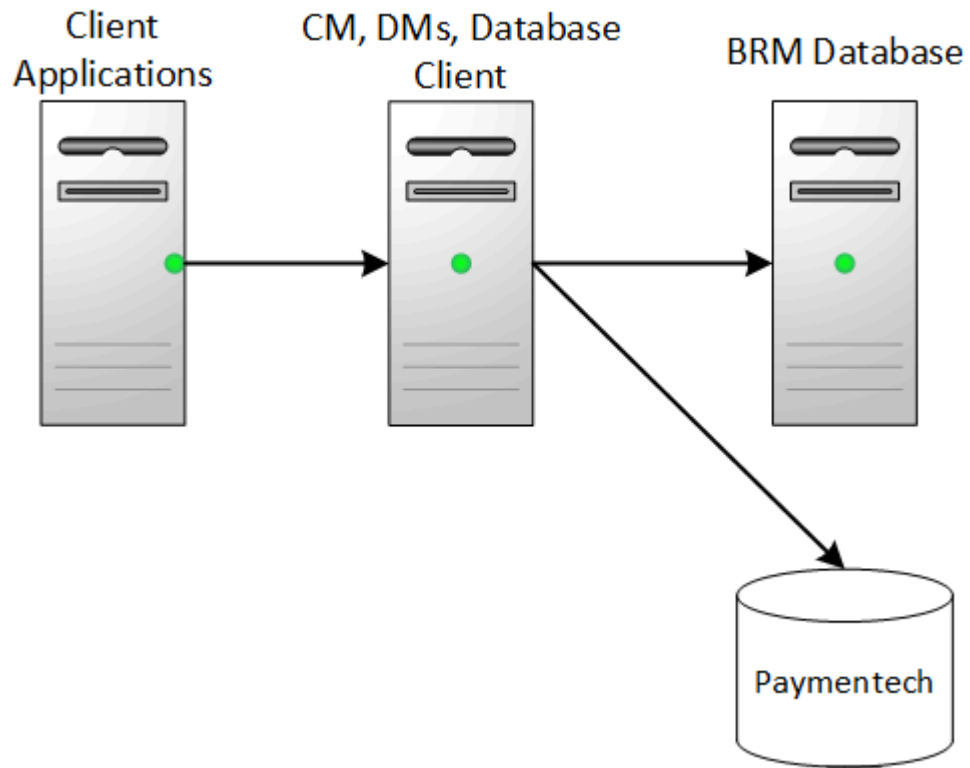 Client
Applications
CM, DMs, Database
Client
BRM Database
Paymentech